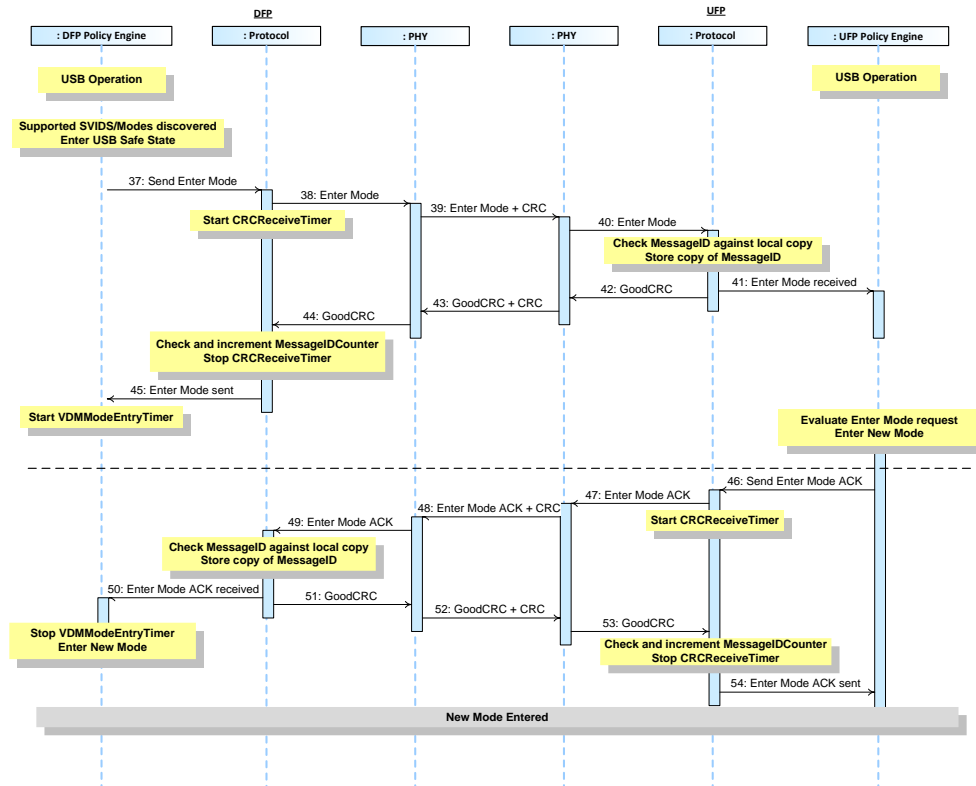 DFP
UFP
: DFP Policy Engine
: Protocol
: PHY
: PHY
: Protocol
: UFP Policy Engine
USB Operation
USB Operation
Supported SVIDS/Modes discovered
Enter USB Safe State
37: Send Enter Mode
38: Enter Mode
Start CRCReceiveTimer
39: Enter Mode + CRC
40: Enter Mode
Check MessageID against local copy
Store copy of MessageID
41: Enter Mode received
42: GoodCRC
43: GoodCRC + CRC
44: GoodCRC
Check and increment MessageIDCounter
Stop CRCReceiveTimer
45: Enter Mode sent
Start VDMModeEntryTimer
Evaluate Enter Mode request
Enter New Mode
46: Send Enter Mode ACK
47: Enter Mode ACK
Start CRCReceiveTimer
48: Enter Mode ACK + CRC
49: Enter Mode ACK
Check MessageID against local copy
Store copy of MessageID
50: Enter Mode ACK received
51: GoodCRC
52: GoodCRC + CRC
Stop VDMModeEntryTimer
Enter New Mode
53: GoodCRC
Check and increment MessageIDCounter
Stop CRCReceiveTimer
54: Enter Mode ACK sent
New Mode Entered